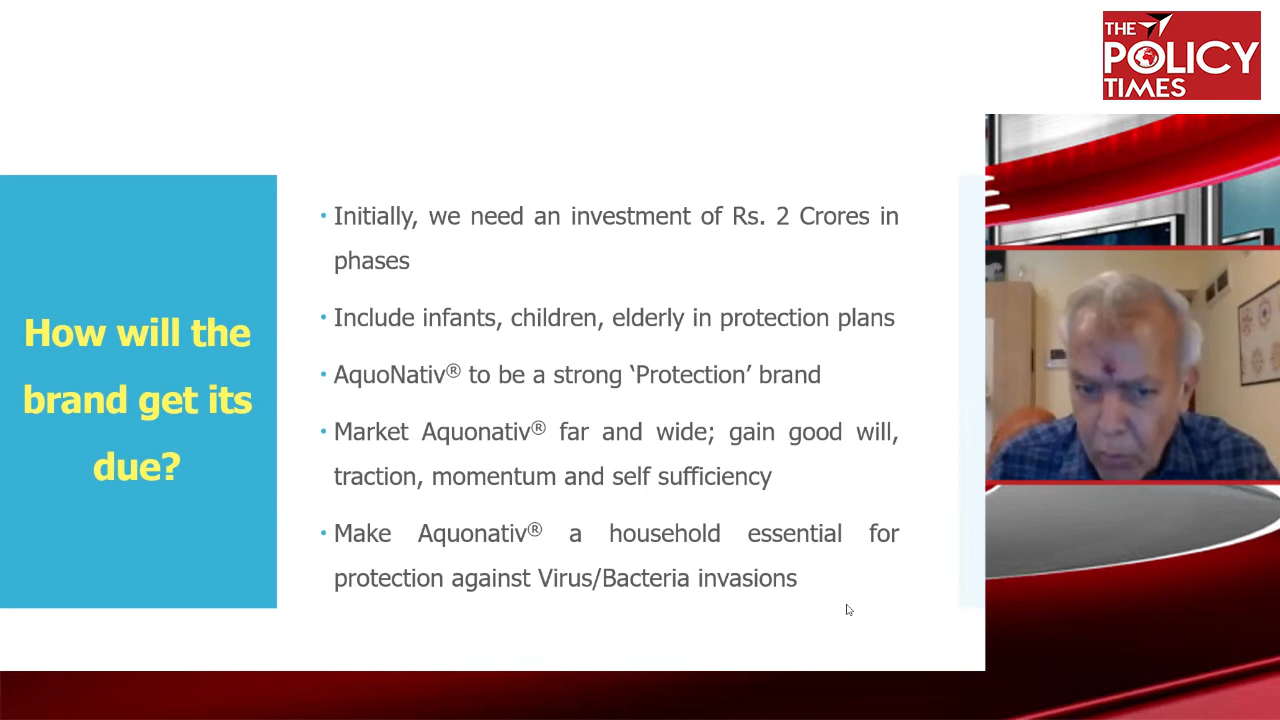 THE
POLICY
TIMES
How will the
brand get its
due?
• Initially, we need an investment of Rs. 2 Crores in
phases
• Include infants, children, elderly in protection plans
• AquoNativ® to be a strong ‘Protection’ brand
• Market Aquonativ® far and wide; gain good will,
traction, momentum and self sufficiency
• Make Aquonativ® a household essential for
protection against Virus/Bacteria invasions